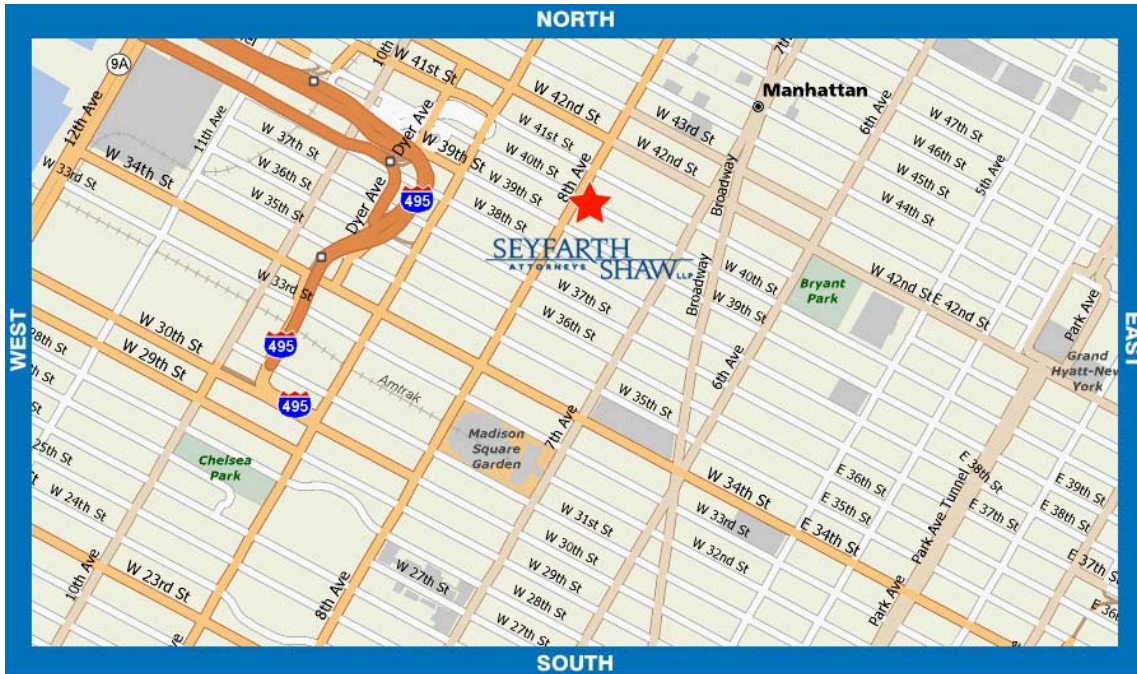 NORTH
9A
12th Ave
11th Ave
10th
W 41st St
W 42nd St
7th
Manhattan
6th Ave
W 47th St
W 46th St
W 45th St
W 44th St
5th Ave
W 37th St
W 36th St
W 35th St
W 34th St
W 33rd St
Dyer Ave
Dyer Ave
W 39th St
W 41st St
W 40th St
W 39th St
W 38th St
8th Ave
W 43rd St
W 42nd St
Broadway
495
SEYFARTH
ATTORNEYS SHAW LLP
W 37th St
W 36th St
Broadway
W 40th St
W 39th St
Bryant
Park
W 42nd St
E 42nd St
Park Ave
Grand
Hyatt-New
York
WEST
EAST
W 33rd St
W 30th St
W 29th St
28th St
495
495
Amtrak
Madison
Square
Garden
7th Ave
W 35th St
6th Ave
W 34th St
Chelsea
Park
25th St
W 24th St
W 23rd St
10th Ave
8th Ave
Ave
W 27th St
W 31st St
W 30th St
W 29th St
W 28th St
W 27th St
W 33rd St
W 32nd St
E 34th St
E 36th St
E 35th St
Park Ave Tunnel
Park Ave
E 38th St
E 37th St
E 39th St
E 38th St
E 37th St
E 36th
SOUTH